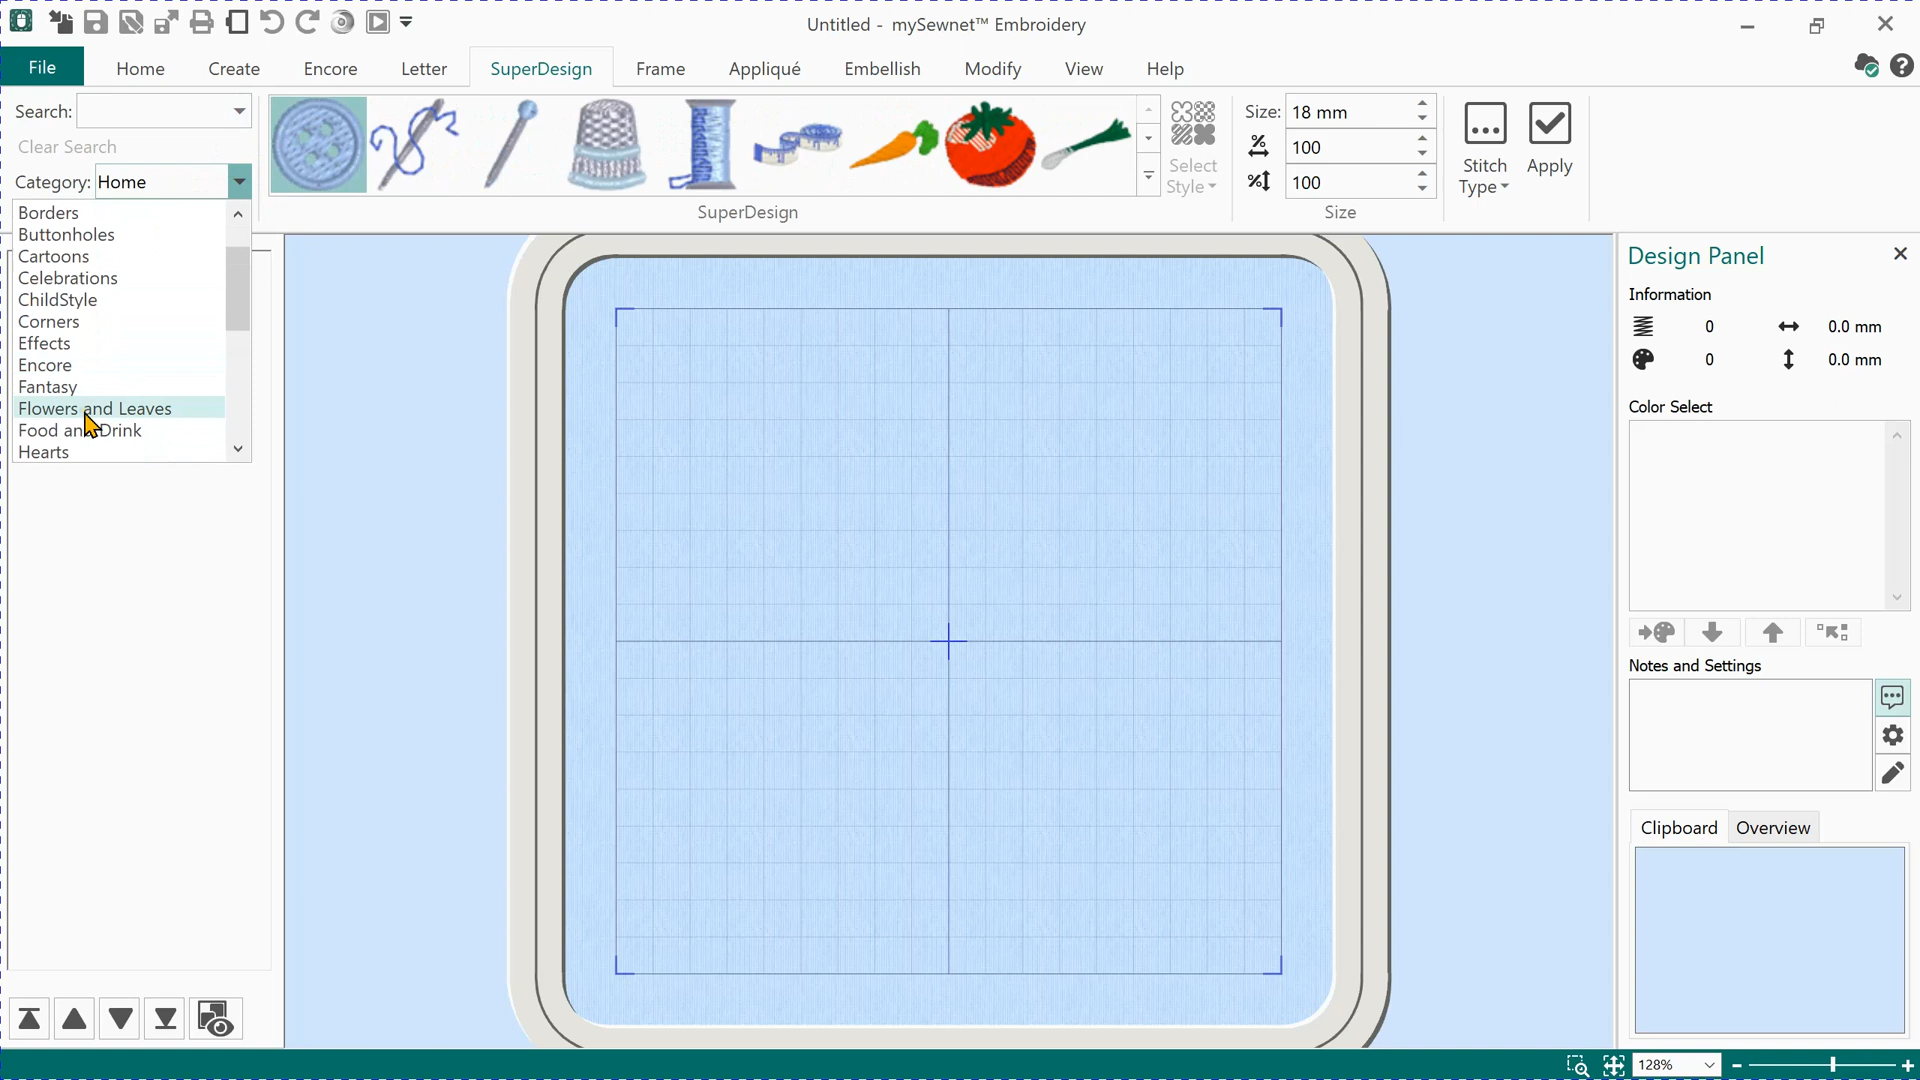 Untitled - mySewnet™ Embroidery
File
Home
Create
Encore
Letter
SuperDesign
Frame
Appliqué
Embellish
Modify
View
Help
Search:
Clear Search
Category: Home
Borders
Buttonholes
Cartoons
Celebrations
ChildStyle
Corners
Effects
Encore
Fantasy
Flowers and Leaves
Food and Drink
Hearts
SuperDesign
Select
Style
Size: 18 mm
% 100
% 100
Size
Stitch
Type
Apply
Design Panel
Information
0
0.0 mm
0
0.0 mm
Color Select
Notes and Settings
Clipboard
Overview
128%